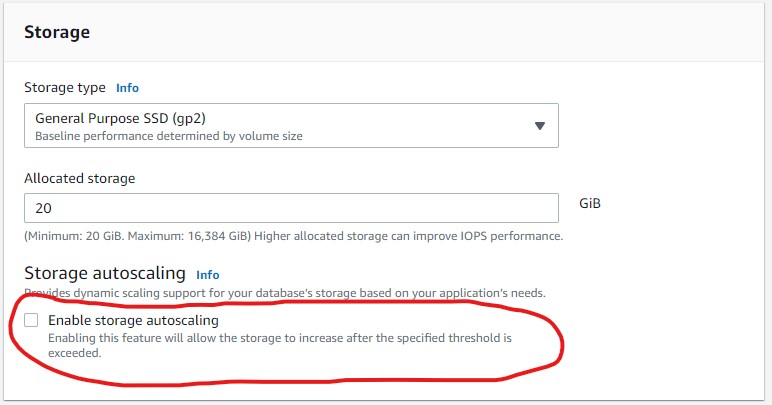 Storage
Storage type Info
General Purpose SSD (gp2)
Baseline performance determined by volume size
Allocated storage
20
GiB
(Minimum: 20 GiB. Maximum: 16,384 GiB) Higher allocated storage can improve IOPS performance.
Storage autoscaling Info
Provides dynamic scaling support for your database's storage based on your application's needs.
Enable storage autoscaling
Enabling this feature will allow the storage to increase after the specified threshold is
exceeded.